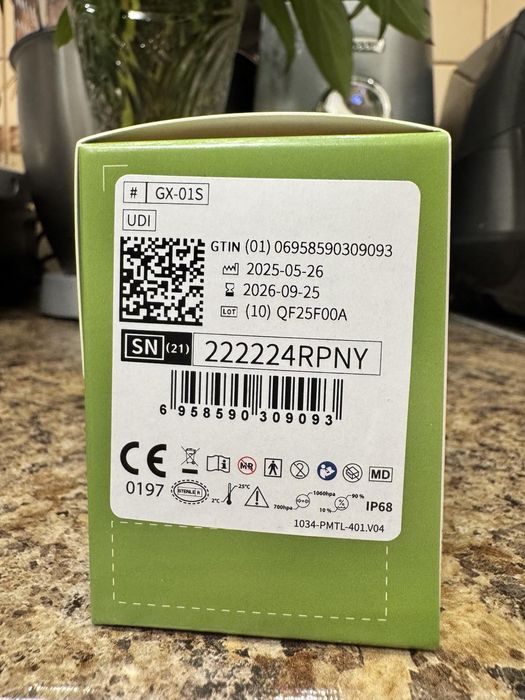 # GX-01S
UDI
GTIN (01) 06958590309093
2025-05-26
2026-09-25
LOT (10) QF25F00A
SN (21) 222224RPNY
6 958590 309093
CE
MR
MD
0197
STERILE R
2°C
25°C
700hpa
1060hpa
10 %
90 %
IP68
1034-PMTL-401.V04